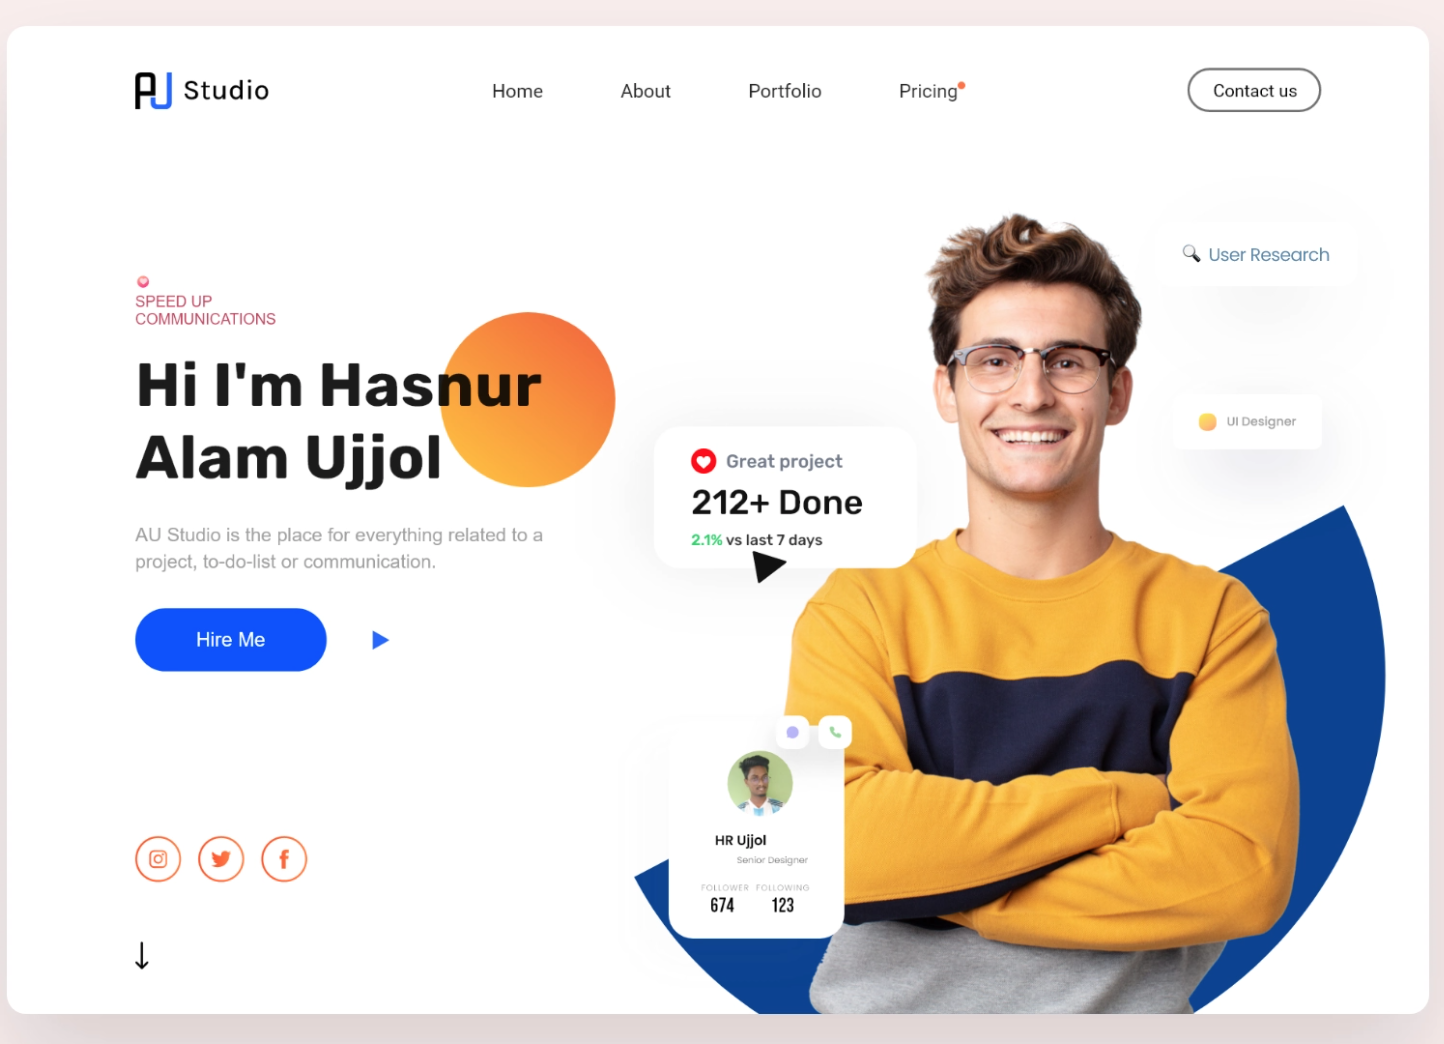 AU Studio
Home
About
Portfolio
Pricing
Contact us
User Research
SPEED UP
COMMUNICATIONS
Hi I'm Hasnur
Alam Ujjol
UI Designer
Great project
212+ Done
2.1% vs last 7 days
AU Studio is the place for everything related to a
project, to-do-list or communication.
Hire Me
HR Ujjol
Senior Designer
FOLLOWER FOLLOWING
674 123